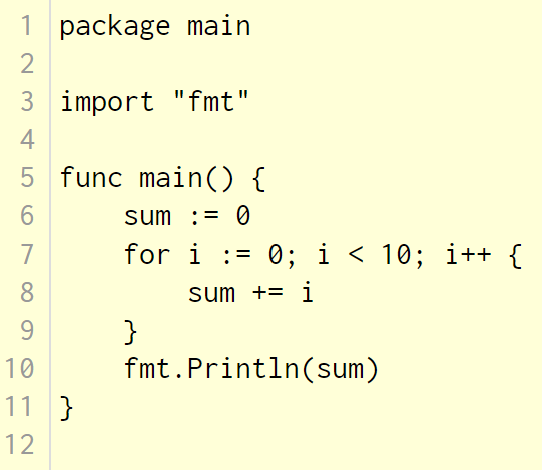 1 package main
2
3 import "fmt"
4
5 func main() {
6     sum := 0
7     for i := 0; i < 10; i++ {
8         sum += i
9     }
10     fmt.Println(sum)
11 }
12